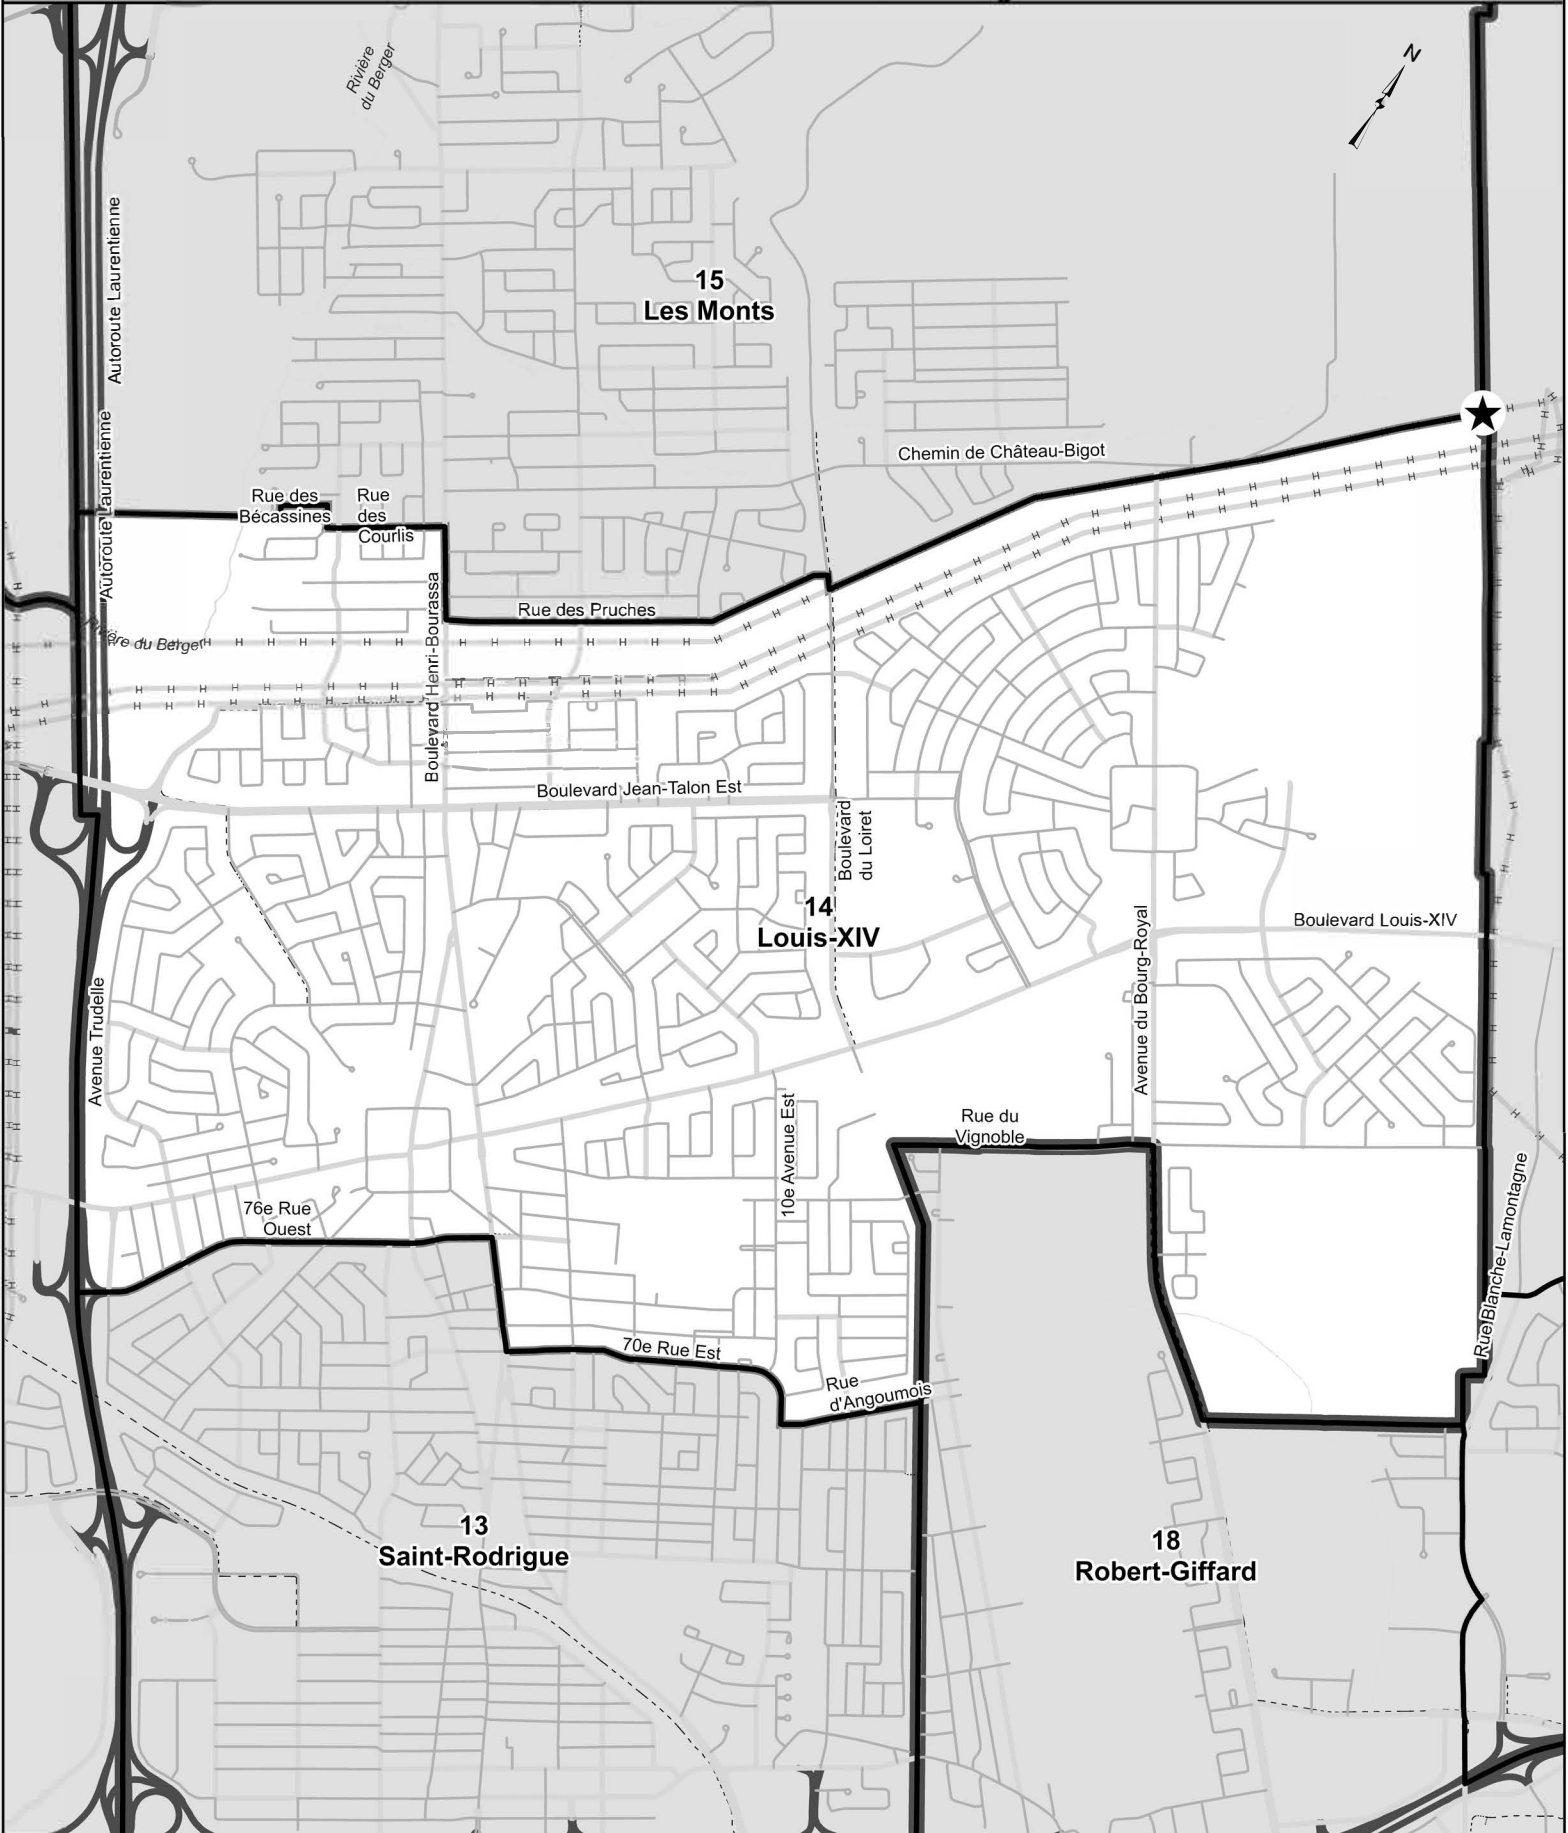 N
Rivière
du Berger
Autoroute Laurentienne
15
Les Monts
Autoroute Laurentienne
Chemin de Château-Bigot
Rue des
Bécassines
Rue
des
Courlis
Boulevard Henri-Bourassa
Rue des Pruches
Rivière du Berger
Boulevard Jean-Talon Est
Boulevard
du Loiret
14
Louis-XIV
Avenue du Bourg-Royal
Boulevard Louis-XIV
Avenue Trudelle
10e Avenue Est
Rue du
Vignoble
76e Rue
Ouest
Rue Blanche-Lamontagne
70e Rue Est
Rue
d'Angoumois
13
Saint-Rodrigue
18
Robert-Giffard